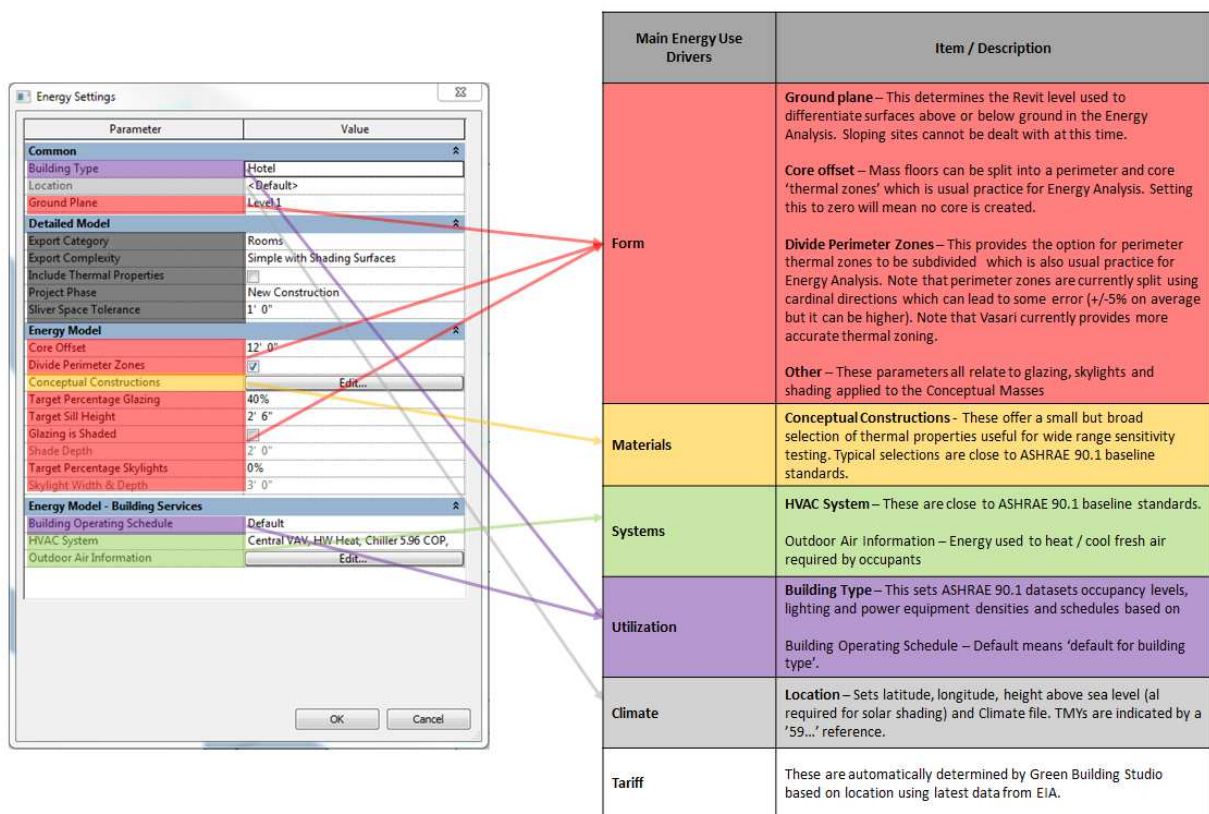 Energy Settings
Parameter Value
Common
Building Type Hotel
Location <Default>
Ground Plane Level 1
Detailed Model
Export Category Rooms
Export Complexity Simple with Shading Surfaces
Include Thermal Properties
Project Phase New Construction
Sliver Space Tolerance 1' 0"
Energy Model
Core Offset 12' 0"
Divide Perimeter Zones
Conceptual Constructions Edit...
Target Percentage Glazing 40%
Target Sill Height 2' 6"
Glazing is Shaded
Shade Depth 2' 0"
Target Percentage Skylights 0%
Skylight Width & Depth 3' 0"
Energy Model - Building Services
Building Operating Schedule Default
HVAC System Central VAV, HW Heat, Chiller 5.96 COP,
Outdoor Air Information Edit...
OK Cancel
Main Energy Use
Drivers
Item / Description
Form
Ground plane – This determines the Revit level used to
differentiate surfaces above or below ground in the Energy
Analysis. Sloping sites cannot be dealt with at this time.
Core offset – Mass floors can be split into a perimeter and core
‘thermal zones’ which is usual practice for Energy Analysis. Setting
this to zero will mean no core is created.
Divide Perimeter Zones – This provides the option for perimeter
thermal zones to be subdivided which is also usual practice for
Energy Analysis. Note that perimeter zones are currently split using
cardinal directions which can lead to some error (+/-5% on average
but it can be higher). Note that Vasari currently provides more
accurate thermal zoning.
Other – These parameters all relate to glazing, skylights and
shading applied to the Conceptual Masses
Materials
Conceptual Constructions - These offer a small but broad
selection of thermal properties useful for wide range sensitivity
testing. Typical selections are close to ASHRAE 90.1 baseline
standards.
Systems
HVAC System – These are close to ASHRAE 90.1 baseline standards.
Outdoor Air Information – Energy used to heat / cool fresh air
required by occupants
Utilization
Building Type – This sets ASHRAE 90.1 datasets occupancy levels,
lighting and power equipment densities and schedules based on
Building Operating Schedule – Default means ‘default for building
type’.
Climate
Location – Sets latitude, longitude, height above sea level (al
required for solar shading) and Climate file. TMYs are indicated by a
‘59...’ reference.
Tariff
These are automatically determined by Green Building Studio
based on location using latest data from EIA.